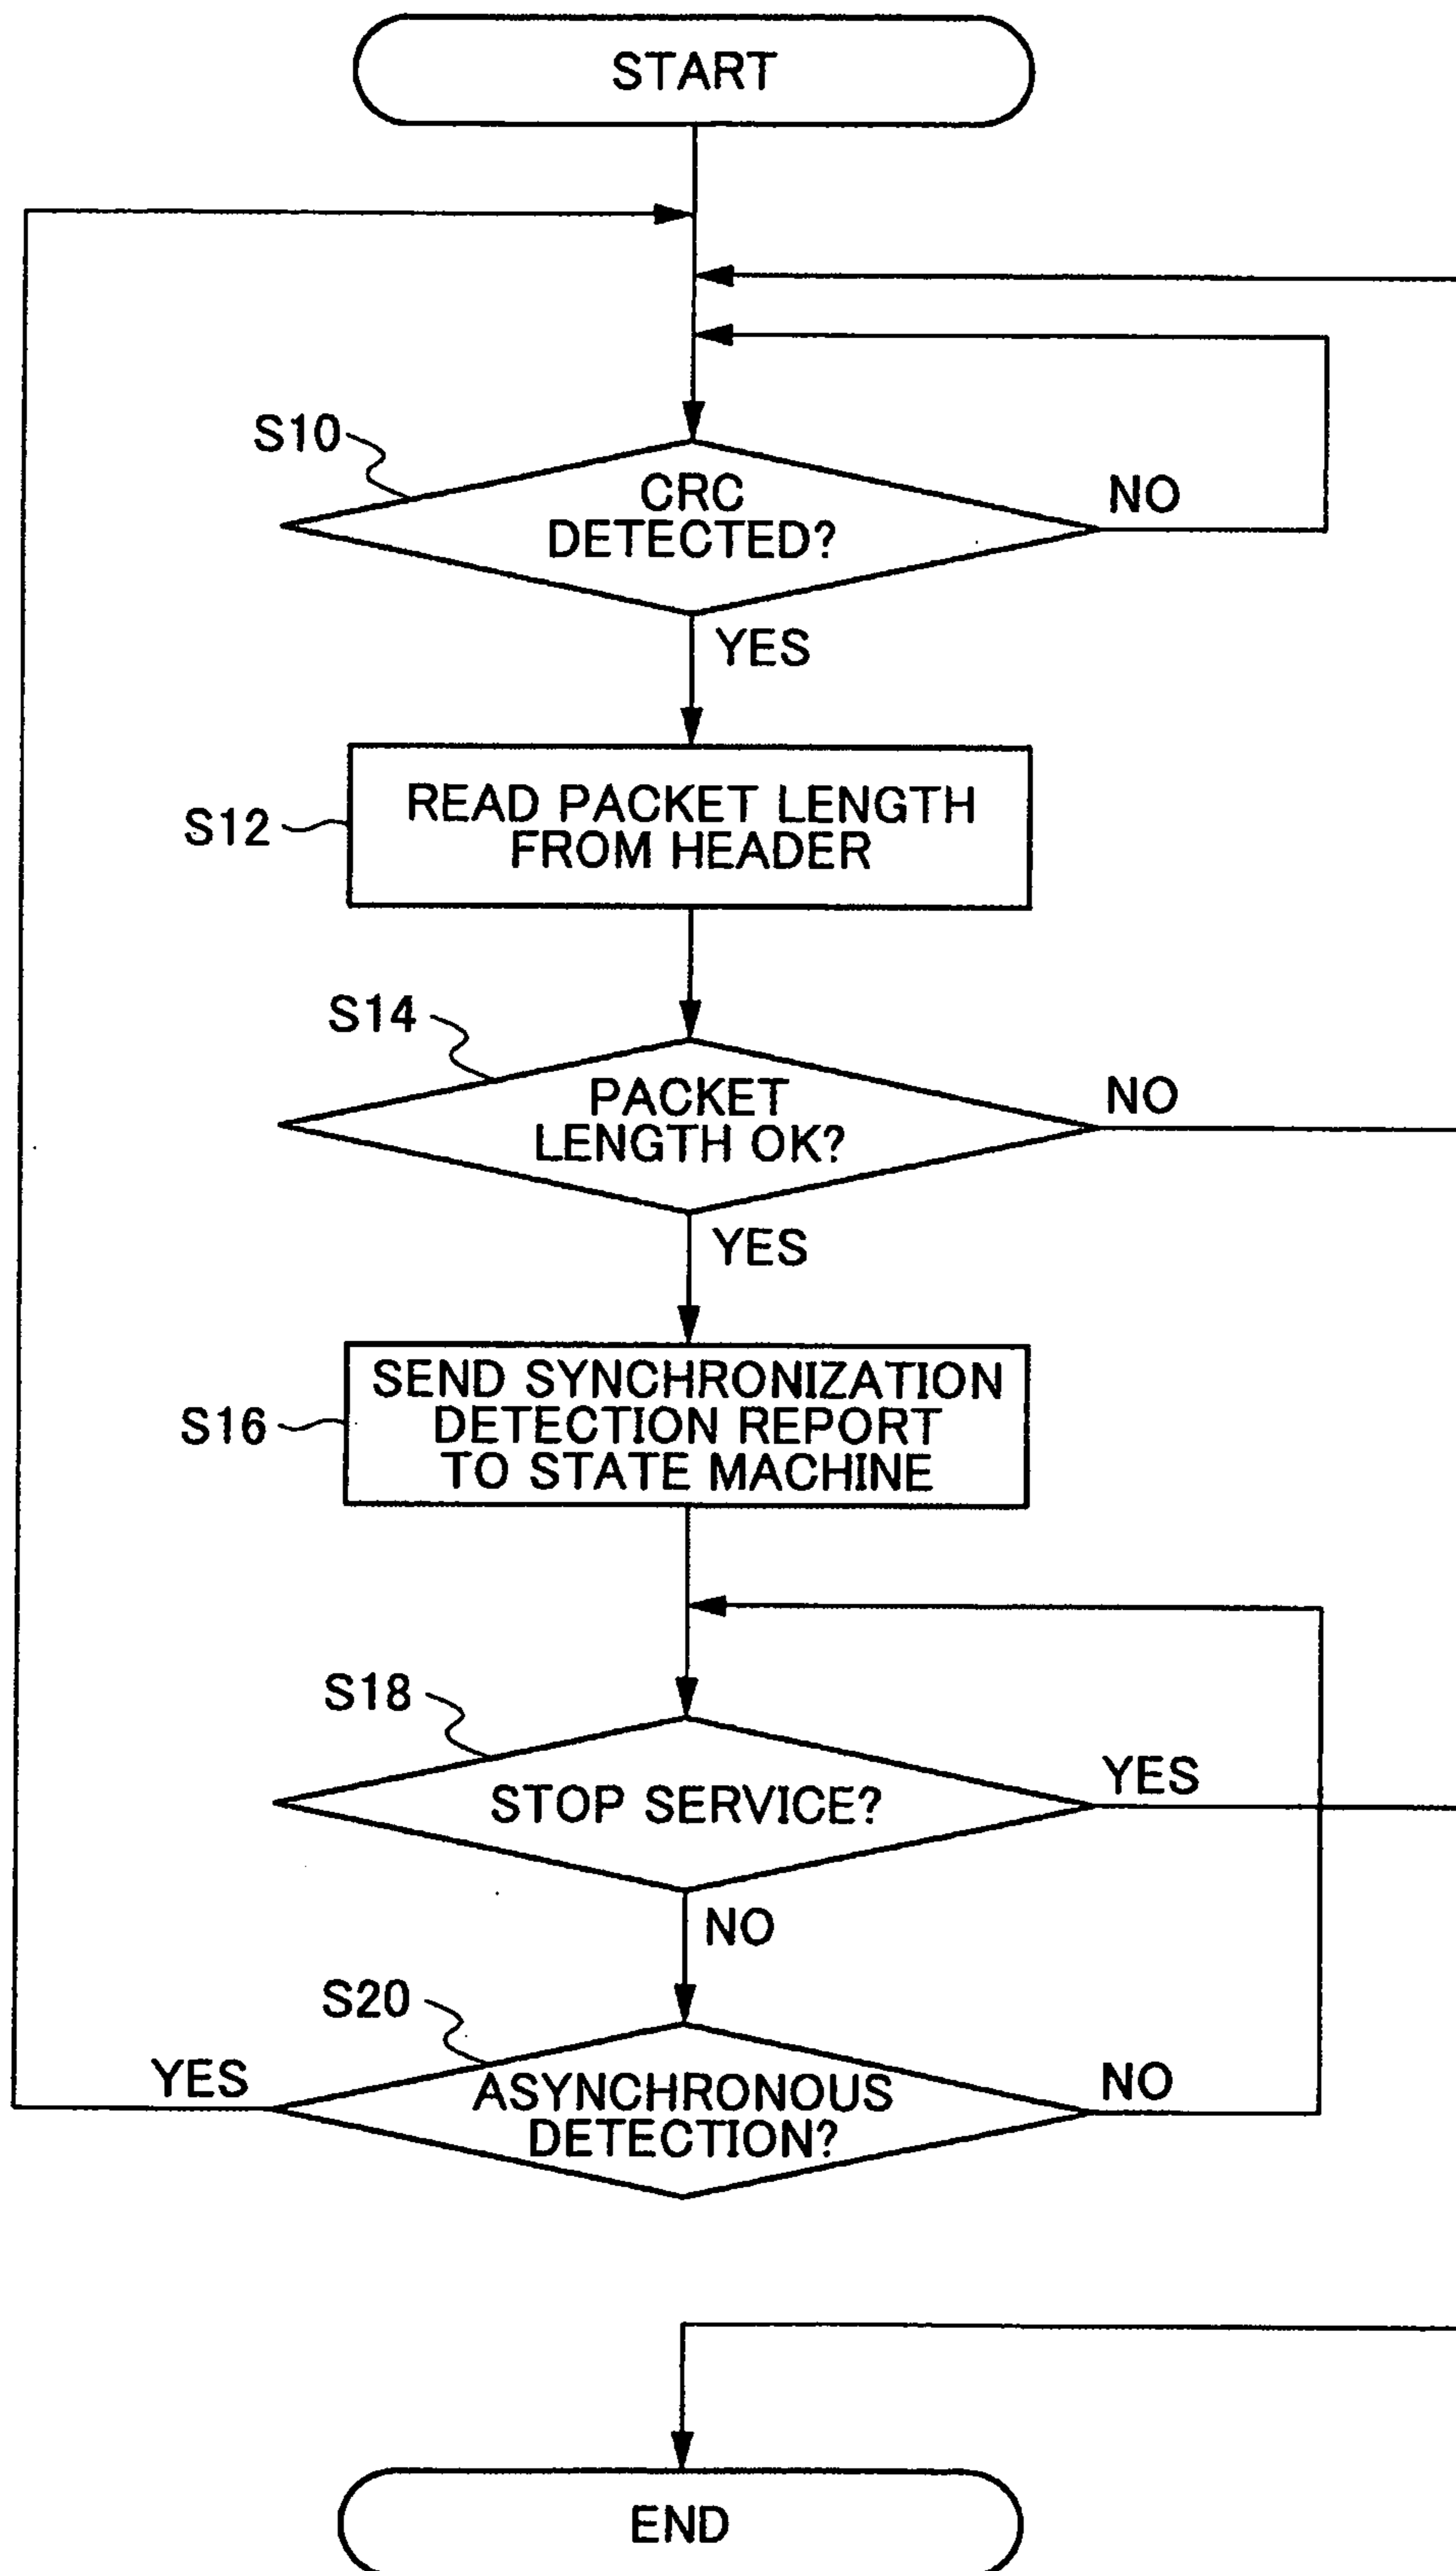 START
S10
CRC
DETECTED?
NO
YES
S12
READ PACKET LENGTH
FROM HEADER
S14
PACKET
LENGTH OK?
NO
YES
S16
SEND SYNCHRONIZATION
DETECTION REPORT
TO STATE MACHINE
S18
STOP SERVICE?
YES
NO
S20
YES
ASYNCHRONOUS
DETECTION?
NO
END